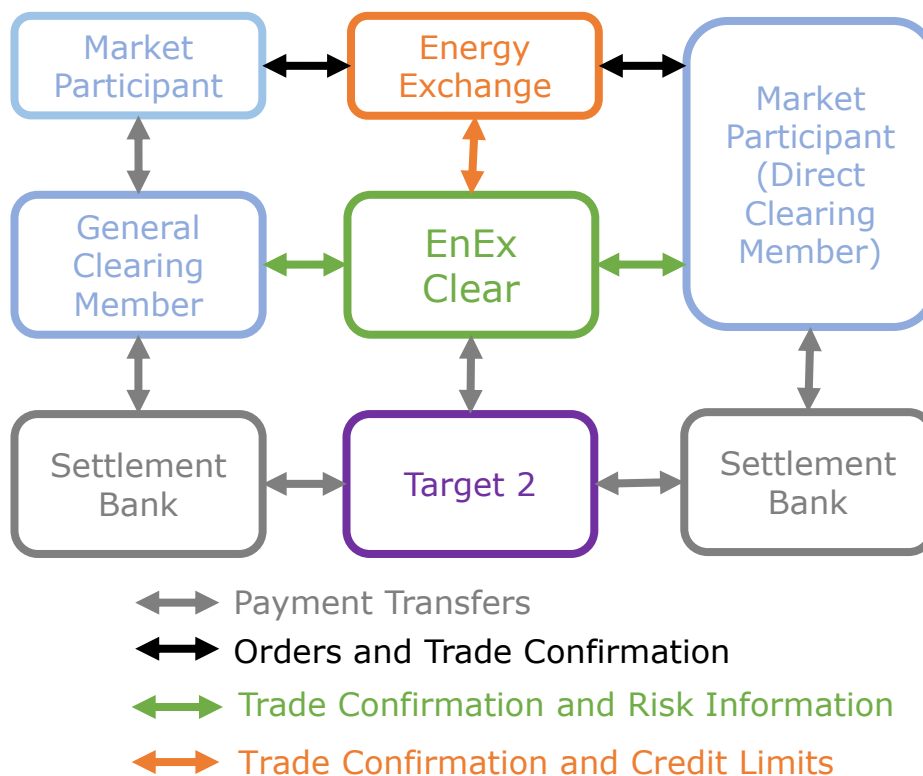 Market
Participant
Energy
Exchange
Market
Participant
(Direct
Clearing
Member)
General
Clearing
Member
EnEx
Clear
Settlement
Bank
Target 2
Settlement
Bank
Payment Transfers
Orders and Trade Confirmation
Trade Confirmation and Risk Information
Trade Confirmation and Credit Limits